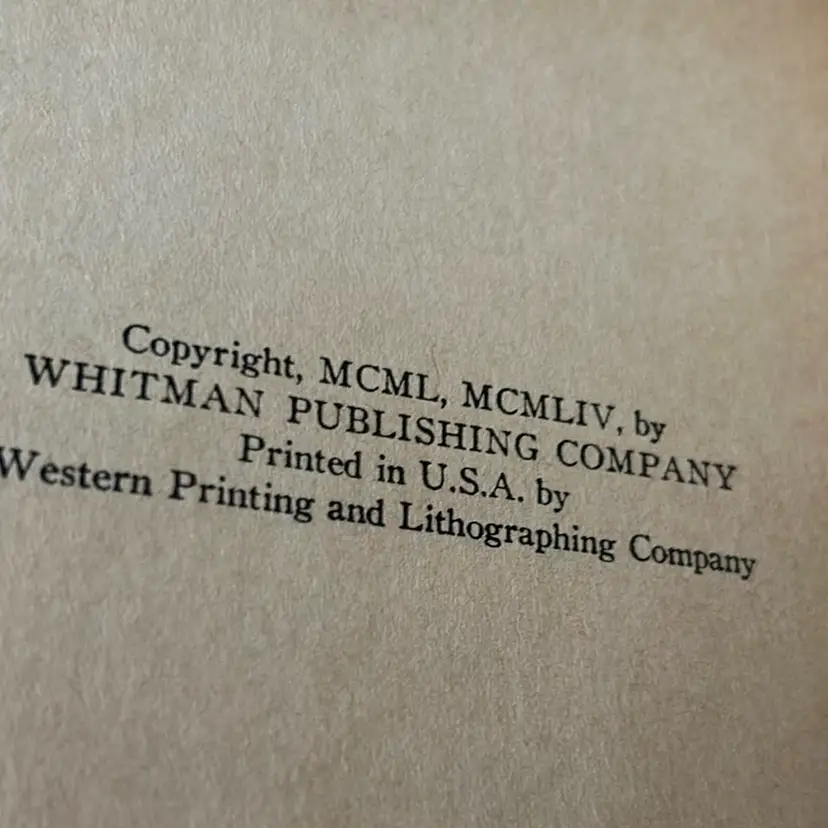 Copyright, MCML, MCMLIV, by
WHITMAN PUBLISHING COMPANY
Printed in U.S.A. by
Western Printing and Lithographing Company